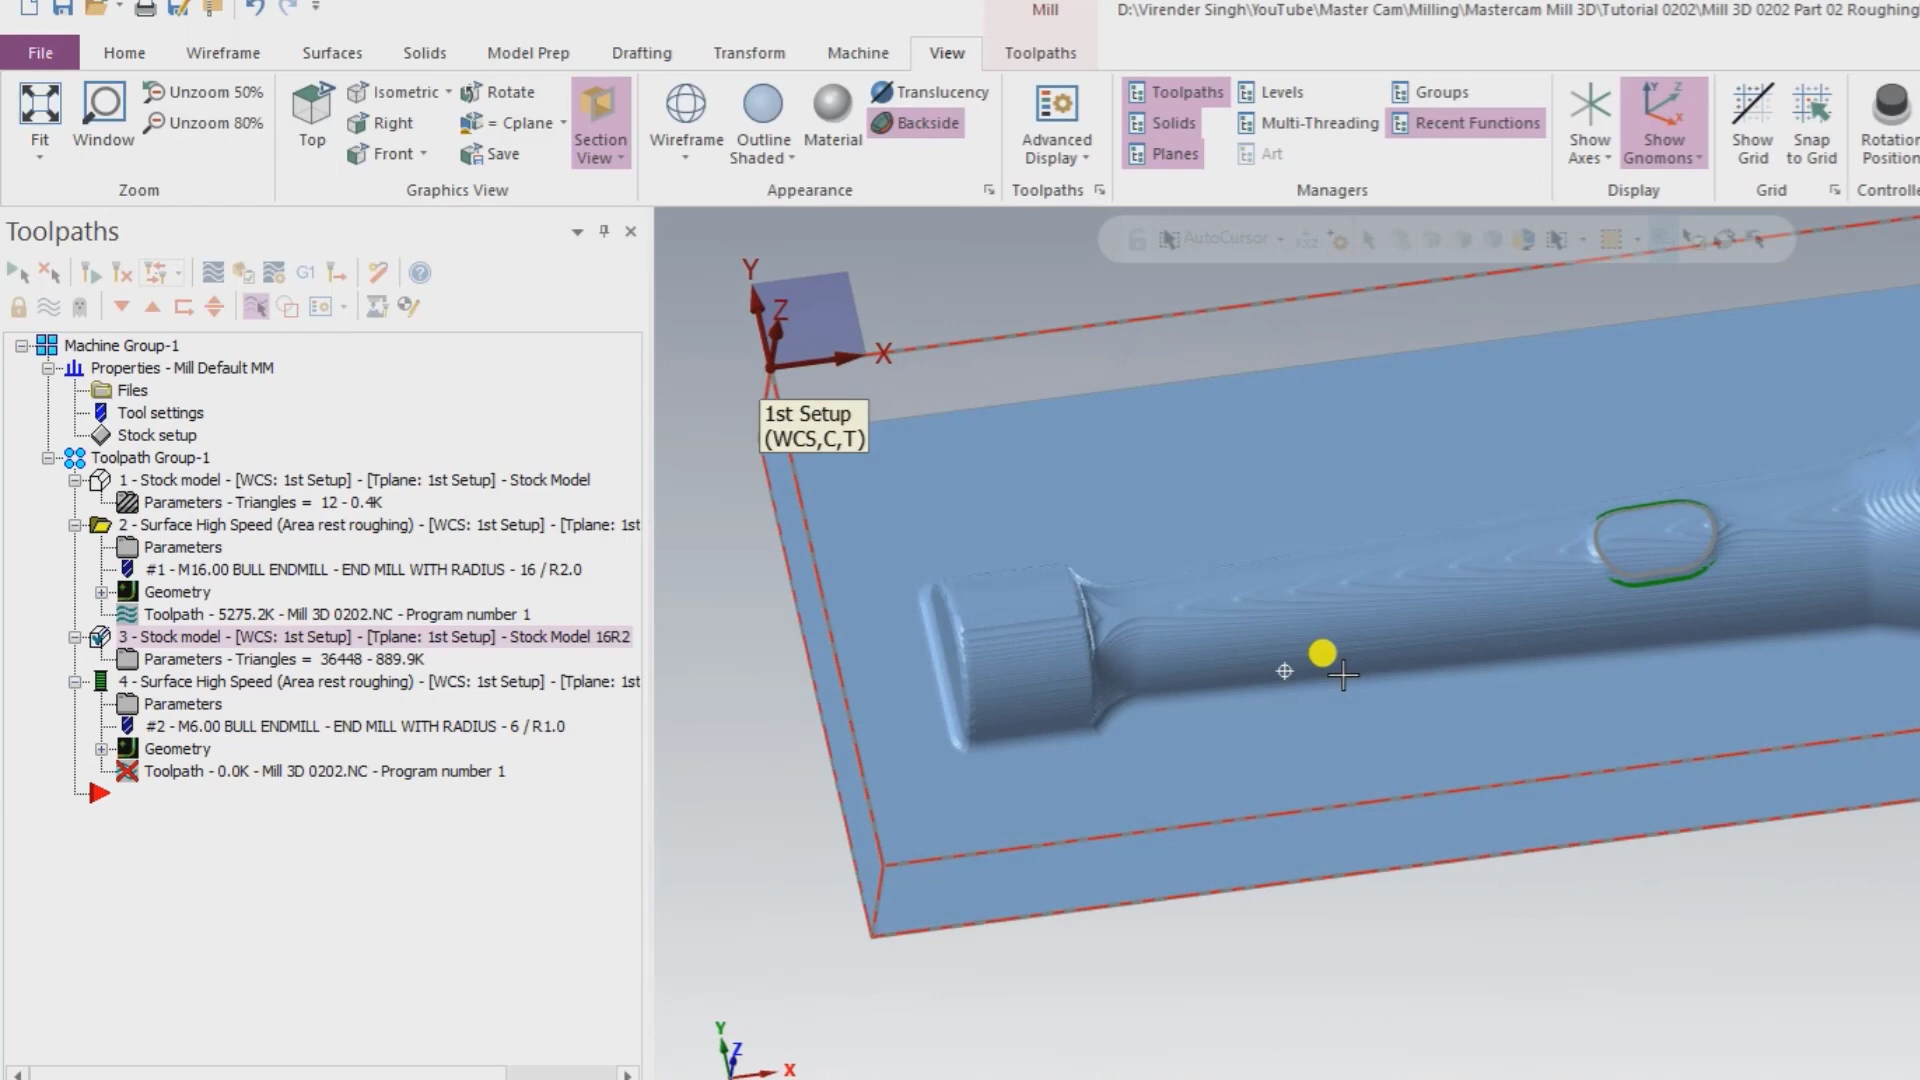 Mill
D:\Virender Singh\YouTube\Master Cam\Milling\Mastercam Mill 3D\Tutorial 0202\Mill 3D 0202 Part 02 Roughing
File Home Wireframe Surfaces Solids Model Prep Drafting Transform Machine View Toolpaths
Fit
Window
Unzoom 50%
Unzoom 80%
Zoom
Top
Isometric
Right
Front
Rotate
= Cplane
Save
Section
View
Graphics View
Wireframe
Outline
Shaded
Material
Translucency
Backside
Appearance
Advanced
Display
Toolpaths
Toolpaths
Solids
Planes
Levels
Multi-Threading
Art
Groups
Recent Functions
Managers
Show
Axes
Show
Gnomons
Display
Show
Grid
Snap
to Grid
Grid
Rotation
Position
Controlle
Toolpaths
G1
Machine Group-1
Properties - Mill Default MM
Files
Tool settings
Stock setup
Toolpath Group-1
1 - Stock model - [WCS: 1st Setup] - [Tplane: 1st Setup] - Stock Model
Parameters - Triangles = 12 - 0.4K
2 - Surface High Speed (Area rest roughing) - [WCS: 1st Setup] - [Tplane: 1st
Parameters
#1 - M16.00 BULL ENDMILL - END MILL WITH RADIUS - 16 / R2.0
Geometry
Toolpath - 5275.2K - Mill 3D 0202.NC - Program number 1
3 - Stock model - [WCS: 1st Setup] - [Tplane: 1st Setup] - Stock Model 16R2
Parameters - Triangles = 36448 - 889.9K
4 - Surface High Speed (Area rest roughing) - [WCS: 1st Setup] - [Tplane: 1st
Parameters
#2 - M6.00 BULL ENDMILL - END MILL WITH RADIUS - 6 / R1.0
Geometry
Toolpath - 0.0K - Mill 3D 0202.NC - Program number 1
AutoCursor
Y
Z
X
1st Setup
(WCS,C,T)
Y
Z
X